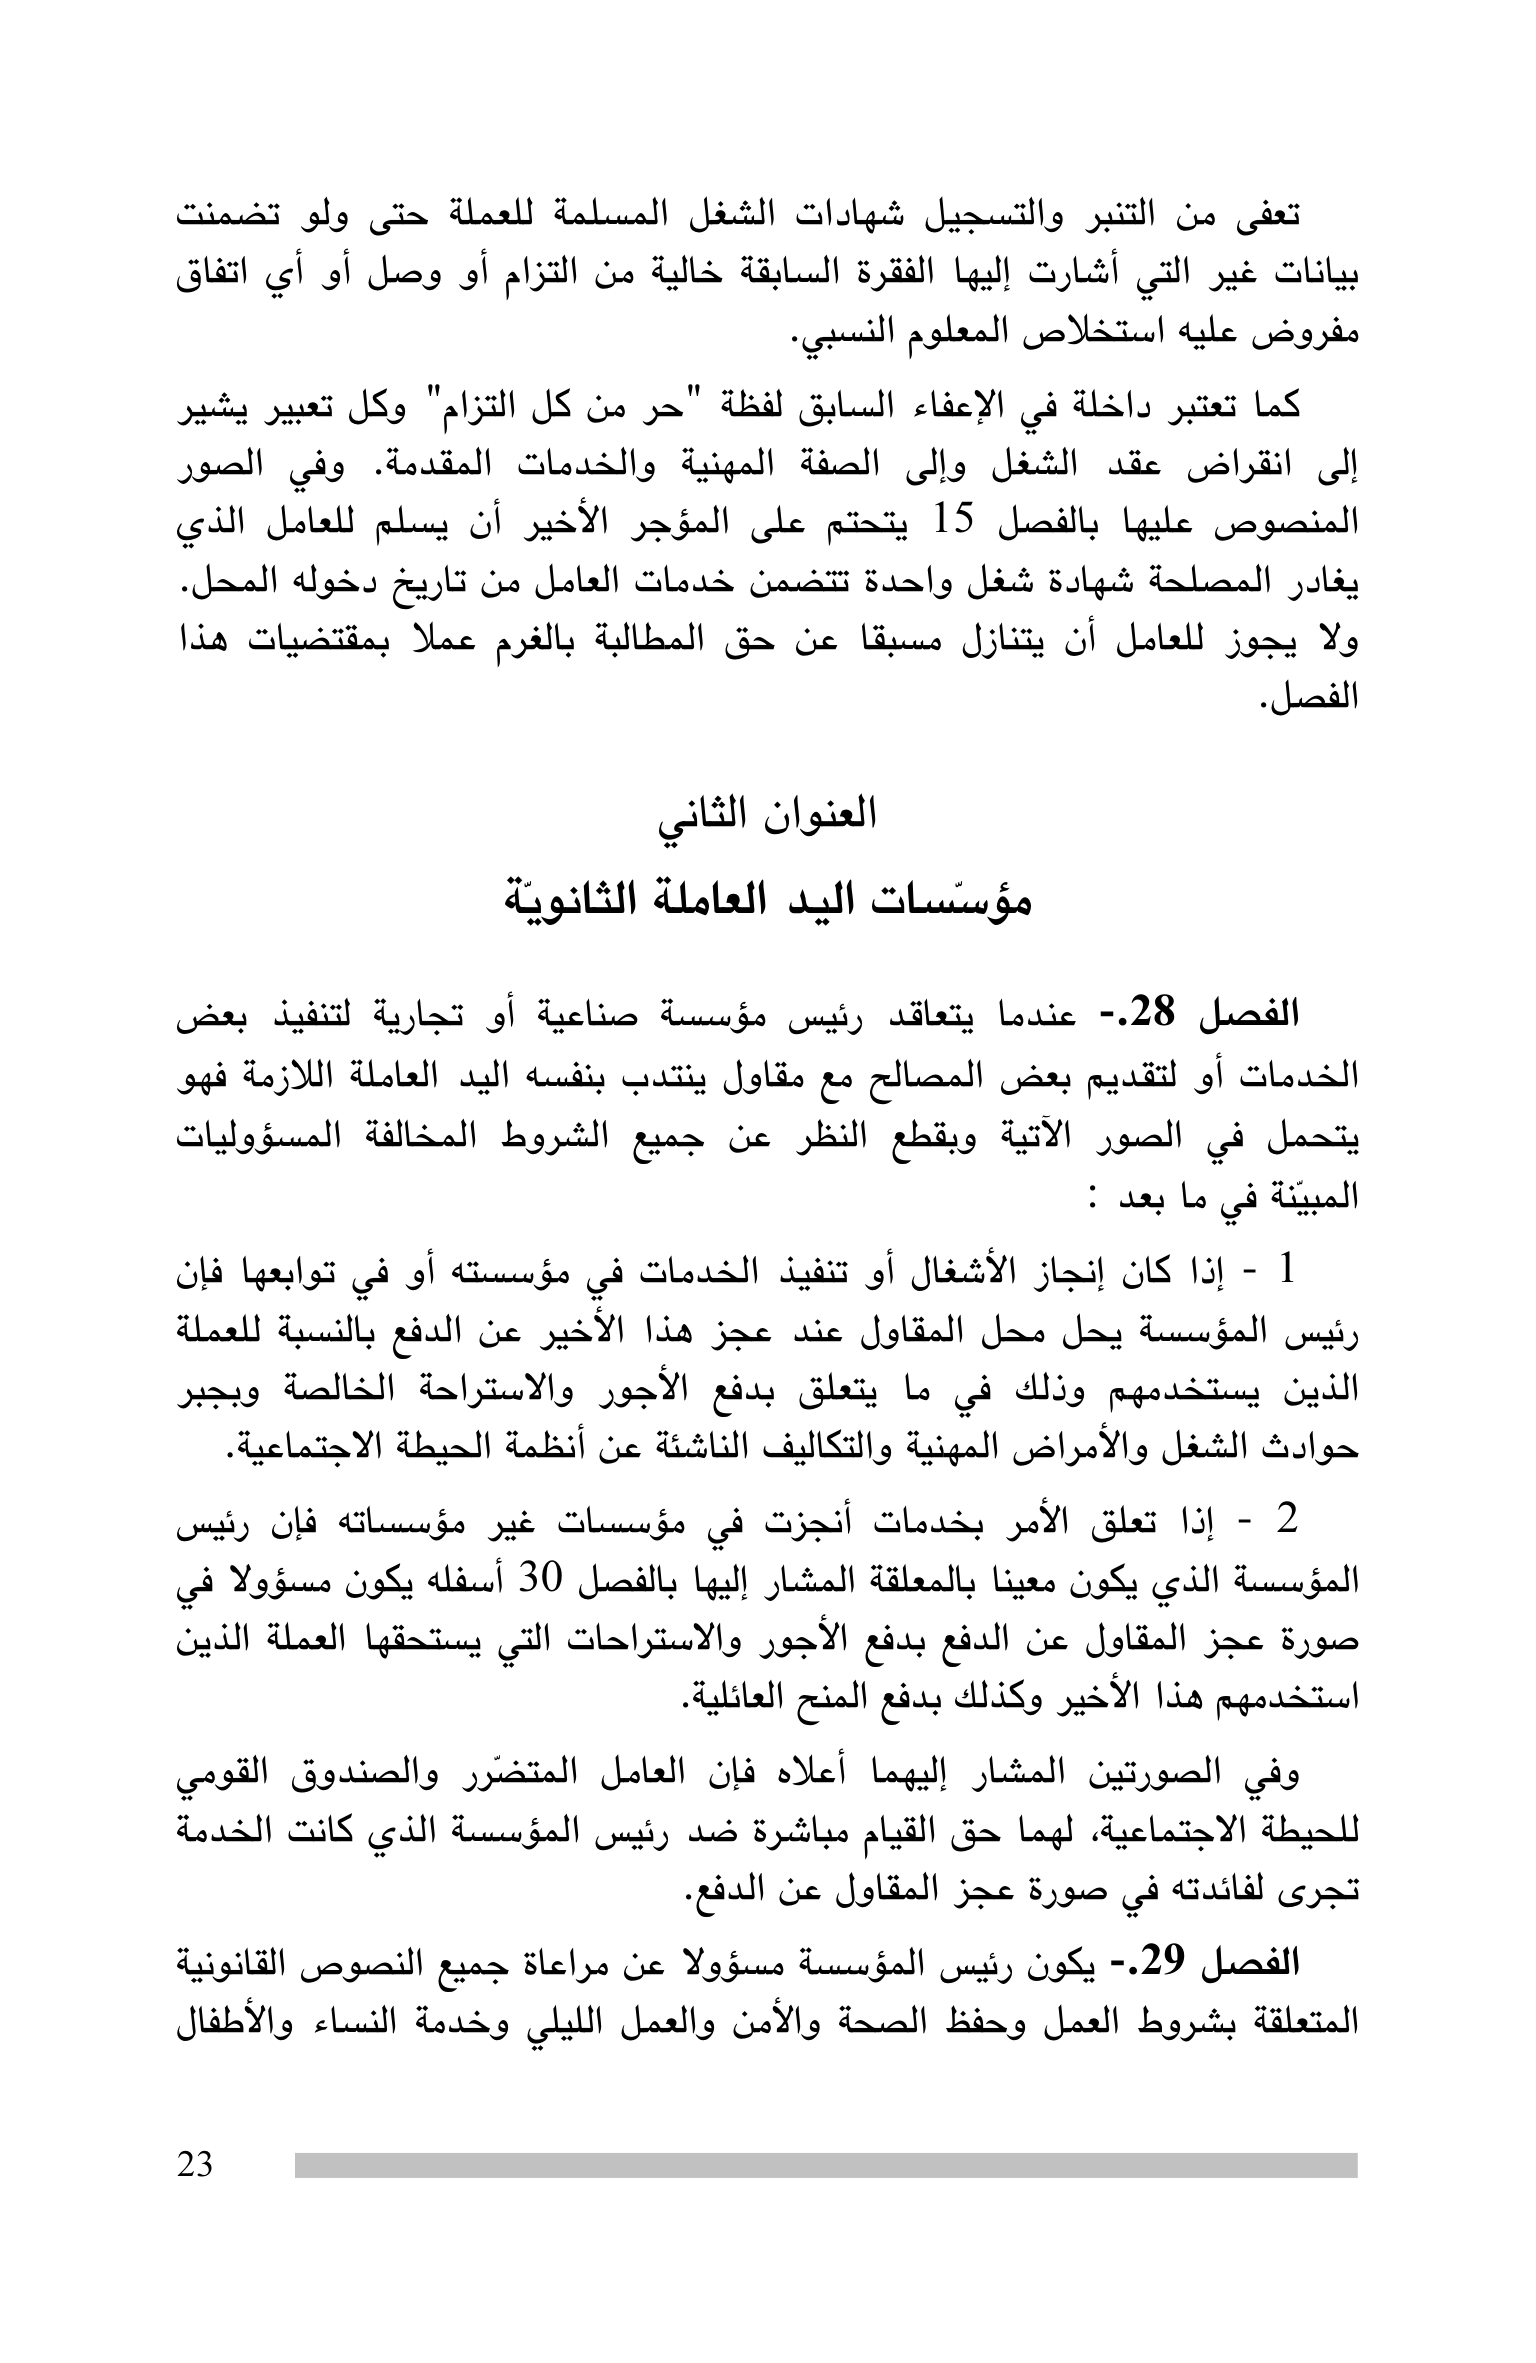 تعفى من التنبر والتسجيل شهادات الشغل المسلمة للعملة حتى ولو تضمنت
بيانات غير التي أشارت إليها الفقرة السابقة خالية من التزام أو وصل أو أي اتفاق
مفروض عليه استخلاص المعلوم النسبي.
كما تعتبر داخلة في الإعفاء السابق لفظة "حر من كل التزام" وكل تعبير يشير
إلى انقراض عقد الشغل وإلى الصفة المهنية والخدمات المقدمة. وفي الصور
المنصوص عليها بالفصل 15 يتحتم على المؤجر الأخير أن يسلم للعامل الذي
يغادر المصلحة شهادة شغل واحدة تتضمن خدمات العامل من تاريخ دخوله المحل.
ولا يجوز للعامل أن يتنازل مسبقا عن حق المطالبة بالغرم عملا بمقتضيات هذا
الفصل.
العنوان الثاني
مؤسّسات اليد العاملة الثانويّة
الفصل 28.- عندما يتعاقد رئيس مؤسسة صناعية أو تجارية لتنفيذ بعض
الخدمات أو لتقديم بعض المصالح مع مقاول ينتدب بنفسه اليد العاملة اللازمة فهو
يتحمل في الصور الآتية وبقطع النظر عن جميع الشروط المخالفة المسؤوليات
المبيّنة في ما بعد :
1 - إذا كان إنجاز الأشغال أو تنفيذ الخدمات في مؤسسته أو في توابعها فإن
رئيس المؤسسة يحل محل المقاول عند عجز هذا الأخير عن الدفع بالنسبة للعملة
الذين يستخدمهم وذلك في ما يتعلق بدفع الأجور والاستراحة الخالصة وبجبر
حوادث الشغل والأمراض المهنية والتكاليف الناشئة عن أنظمة الحيطة الاجتماعية.
2 - إذا تعلق الأمر بخدمات أنجزت في مؤسسات غير مؤسساته فإن رئيس
المؤسسة الذي يكون معينا بالمعلقة المشار إليها بالفصل 30 أسفله يكون مسؤولا في
صورة عجز المقاول عن الدفع بدفع الأجور والاستراحات التي يستحقها العملة الذين
استخدمهم هذا الأخير وكذلك بدفع المنح العائلية.
وفي الصورتين المشار إليهما أعلاه فإن العامل المتضرّر والصندوق القومي
للحيطة الاجتماعية، لهما حق القيام مباشرة ضد رئيس المؤسسة الذي كانت الخدمة
تجرى لفائدته في صورة عجز المقاول عن الدفع.
الفصل 29.- يكون رئيس المؤسسة مسؤولا عن مراعاة جميع النصوص القانونية
المتعلقة بشروط العمل وحفظ الصحة والأمن والعمل الليلي وخدمة النساء والأطفال
23